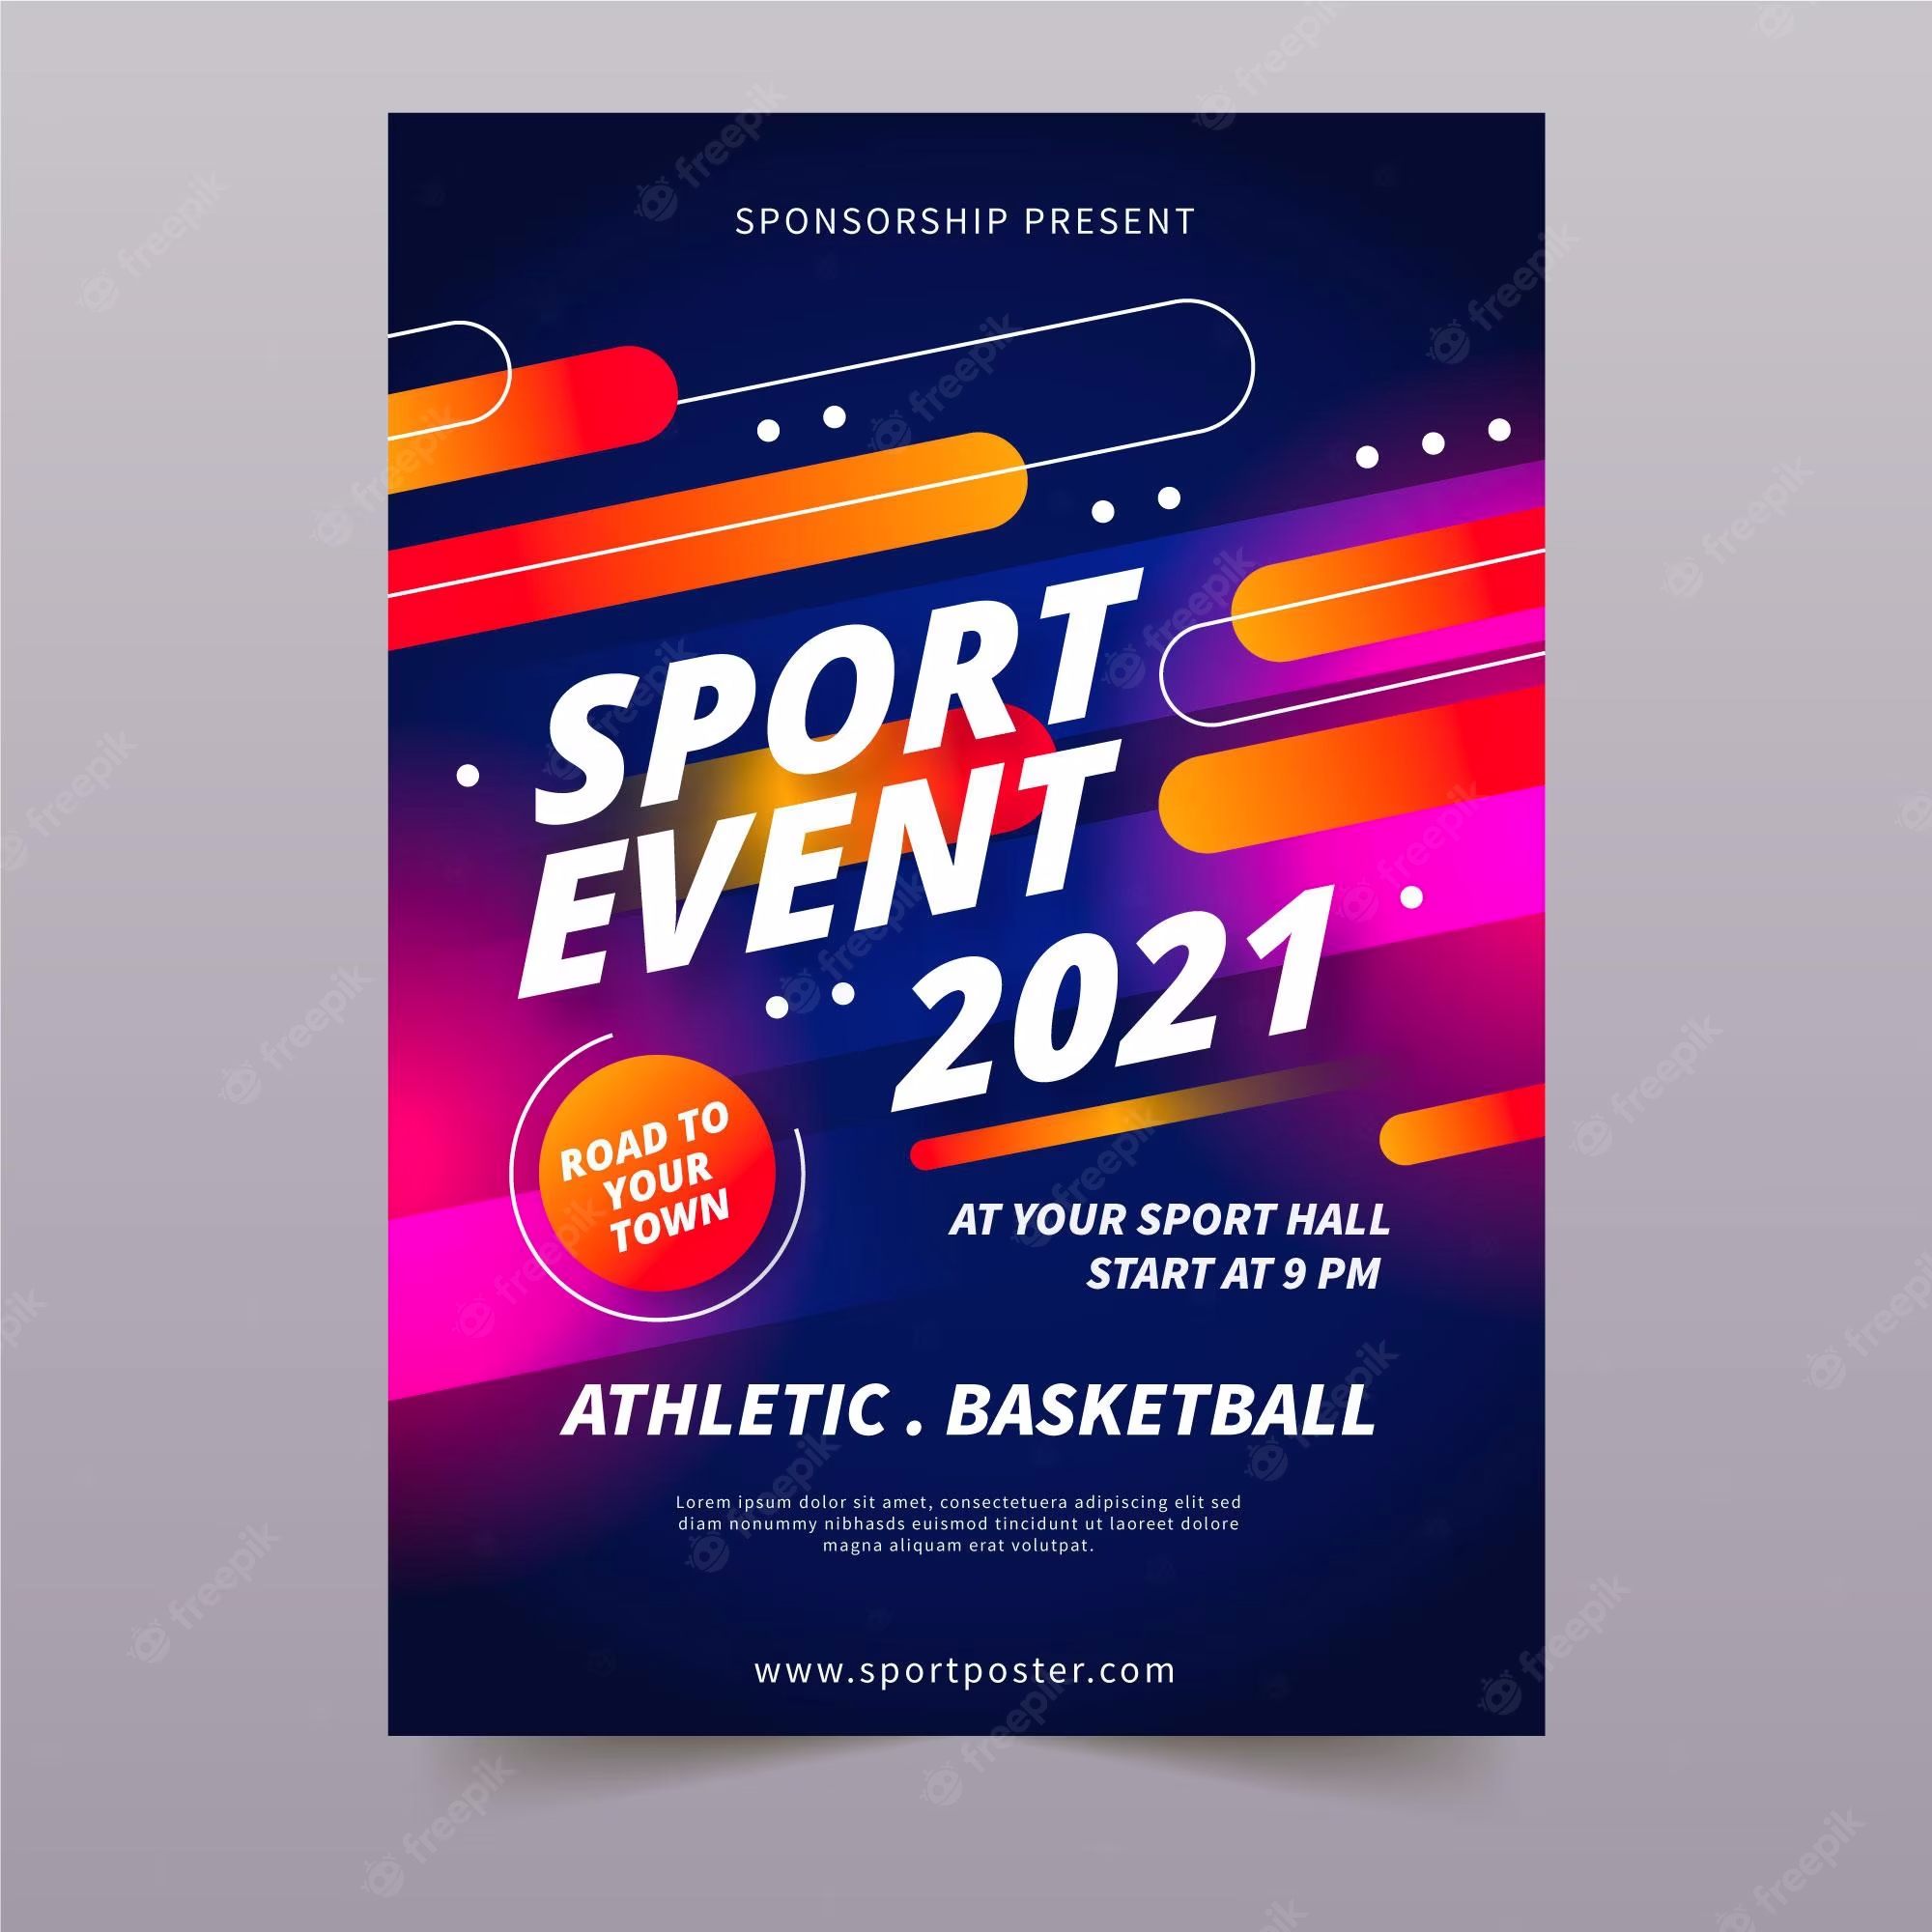 SPONSORSHIP PRESENT
SPORT
EVENT
2021
ROAD TO
YOUR
TOWN
AT YOUR SPORT HALL
START AT 9 PM
ATHLETIC . BASKETBALL
Lorem ipsum dolor sit amet, consectetuera adipiscing elit sed
diam nonummy nibhasds euismod tincidunt ut laoreet dolore
magna aliquam erat volutpat.
www.sportposter.com
freepik